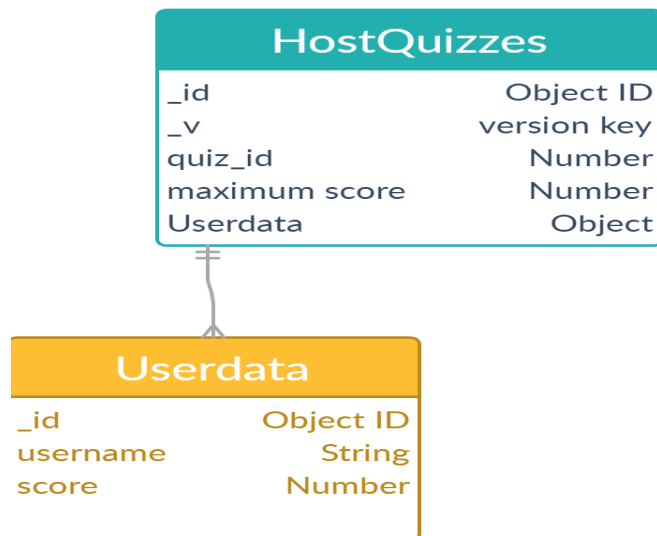 HostQuizzes
_id Object ID
_v version key
quiz_id Number
maximum score Number
Userdata Object
Userdata
_id Object ID
username String
score Number